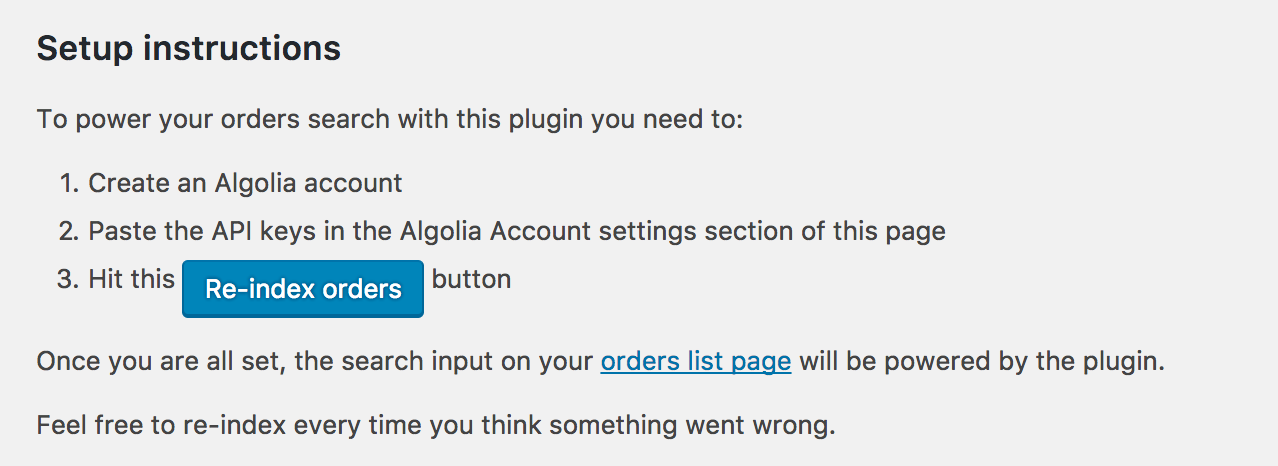 Setup instructions
To power your orders search with this plugin you need to:
1. Create an Algolia account
2. Paste the API keys in the Algolia Account settings section of this page
3. Hit this Re-index orders button
Once you are all set, the search input on your orders list page will be powered by the plugin.
Feel free to re-index every time you think something went wrong.